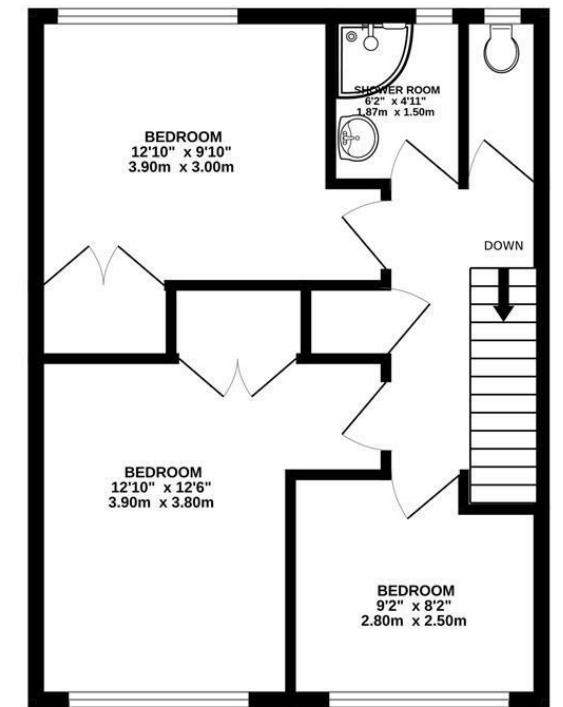 SHOWER ROOM
6'2" x 4'11"
1.87m x 1.50m
BEDROOM
12'10" x 9'10"
3.90m x 3.00m
DOWN
BEDROOM
12'10" x 12'6"
3.90m x 3.80m
BEDROOM
9'2" x 8'2"
2.80m x 2.50m